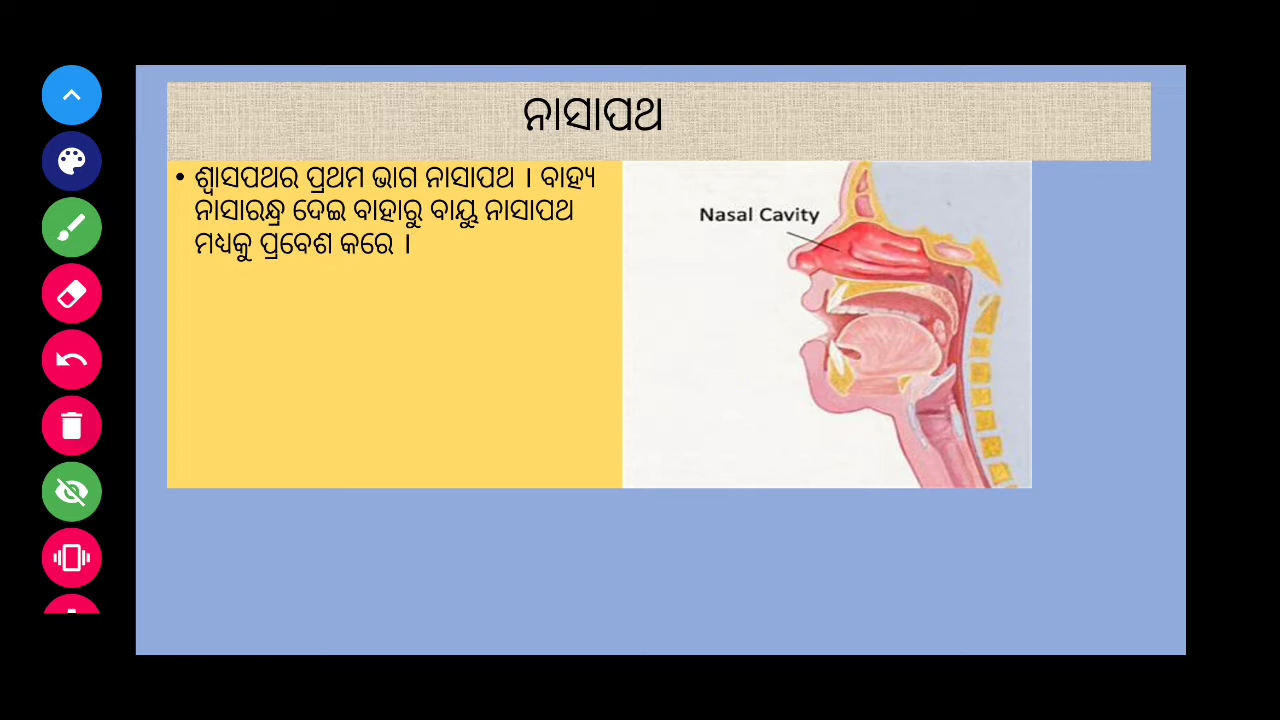 ନାସାପଥ
• ଶ୍ୱାସପଥର ପ୍ରଥମ ଭାଗ ନାସାପଥ । ବାହ୍ୟ
ନାସାରନ୍ଧ୍ର ଦେଇ ବାହାରୁ ବାୟୁ ନାସାପଥ
ମଧ୍ୟକୁ ପ୍ରବେଶ କରେ ।
Nasal Cavity